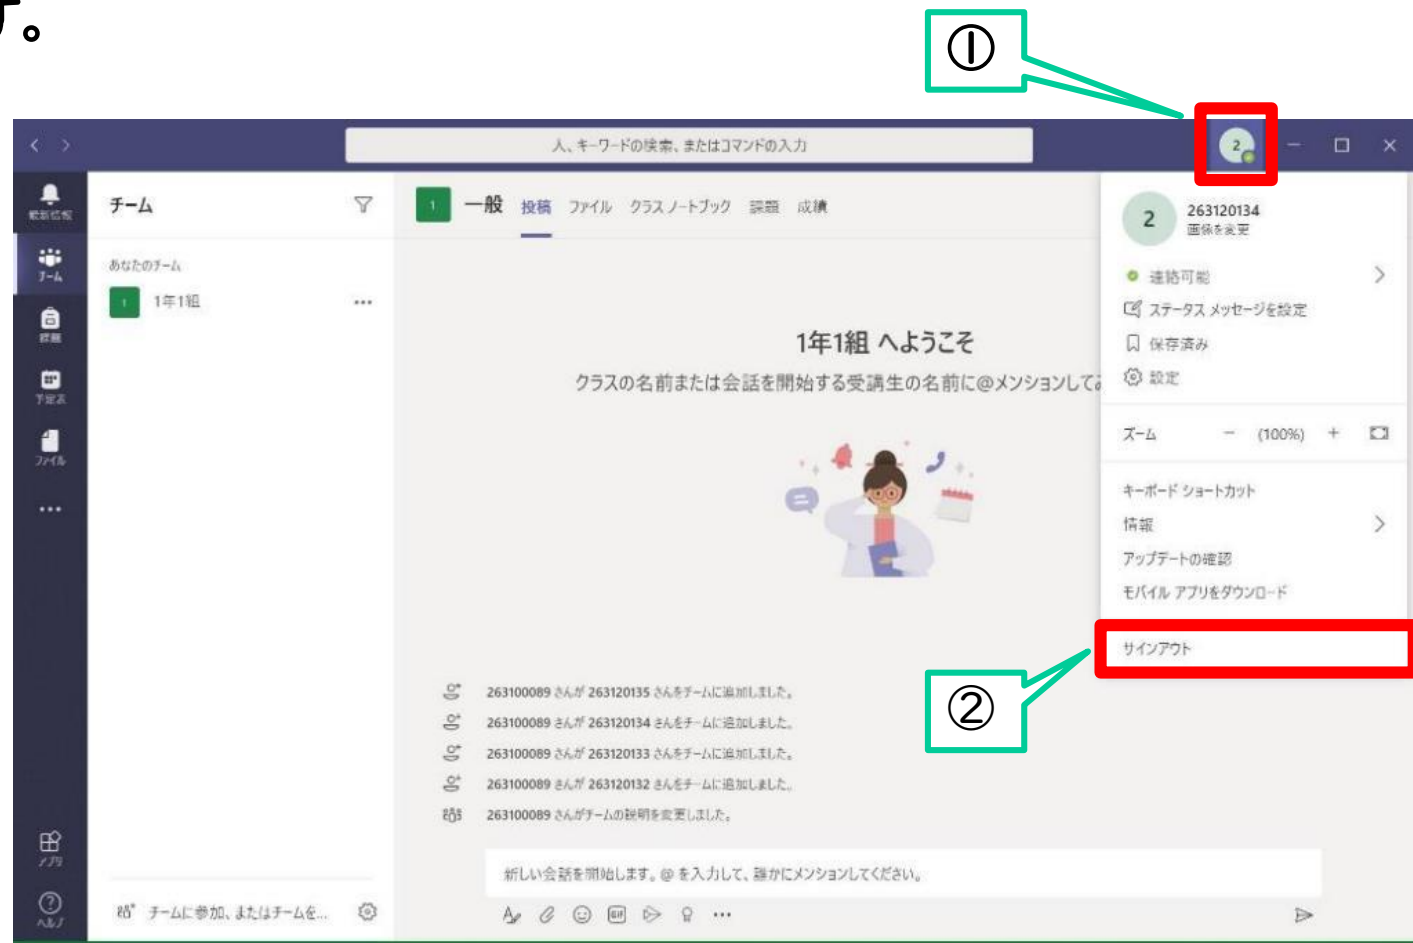 す。
①
人、キーワードの検索、またはコマンドの入力
2
最新情報
チーム
課題
予定表
ファイル
アプリ
ヘルプ
チーム
あなたのチーム
1 1年1組
チームに参加、またはチームを...
1 一般 投稿 ファイル クラス ノートブック 課題 成績
1年1組 へようこそ
クラスの名前または会話を開始する受講生の名前に@メンションしてみ
263100089 さんが 263120135 さんをチームに追加しました。
263100089 さんが 263120134 さんをチームに追加しました。
263100089 さんが 263120133 さんをチームに追加しました。
263100089 さんが 263120132 さんをチームに追加しました。
263100089 さんがチームの説明を変更しました。
新しい会話を開始します。@ を入力して、誰かにメンションしてください。
GIF
2 263120134
画像を変更
連絡可能
ステータス メッセージを設定
保存済み
設定
ズーム － (100%) ＋
キーボード ショートカット
情報
アップデートの確認
モバイル アプリをダウンロード
サインアウト
②